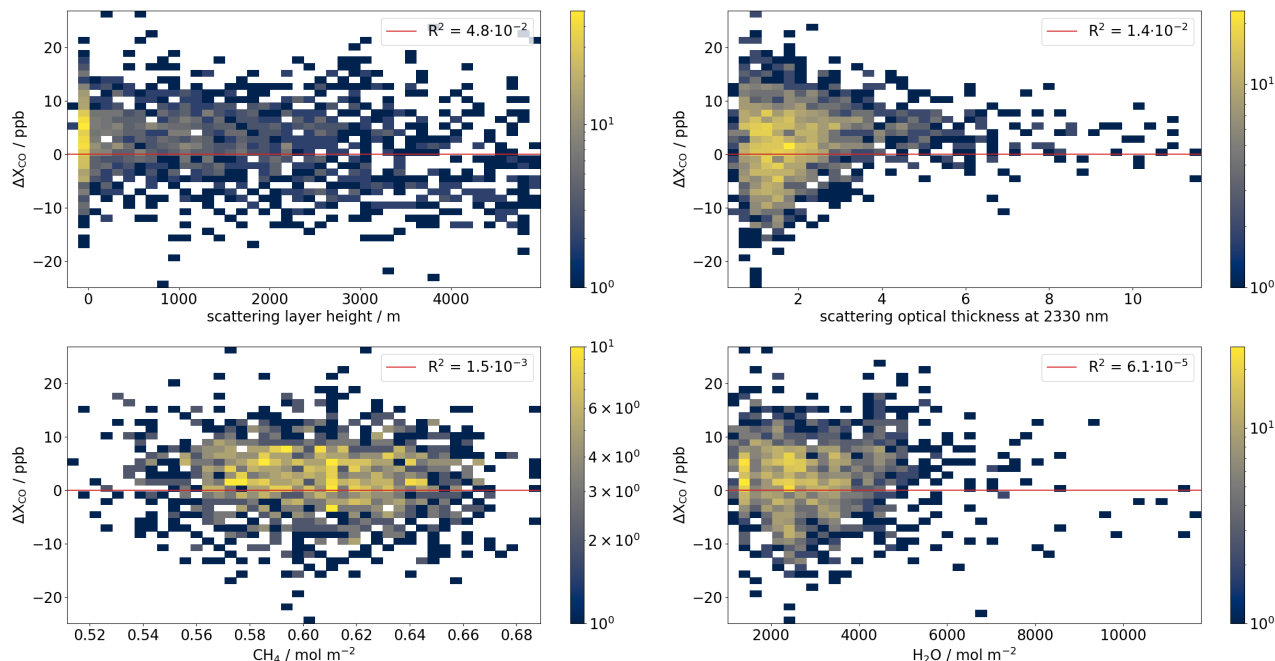 R² = 4.8·10⁻²
ΔX_CO / ppb
20
10
0
−10
−20
0 1000 2000 3000 4000
scattering layer height / m
10¹
10⁰
R² = 1.4·10⁻²
ΔX_CO / ppb
20
10
0
−10
−20
2 4 6 8 10
scattering optical thickness at 2330 nm
10¹
10⁰
R² = 1.5·10⁻³
ΔX_CO / ppb
20
10
0
−10
−20
0.52 0.54 0.56 0.58 0.60 0.62 0.64 0.66 0.68
CH₄ / mol m⁻²
10¹
6 × 10⁰
4 × 10⁰
3 × 10⁰
2 × 10⁰
10⁰
R² = 6.1·10⁻⁵
ΔX_CO / ppb
20
10
0
−10
−20
2000 4000 6000 8000 10000
H₂O / mol m⁻²
10¹
10⁰